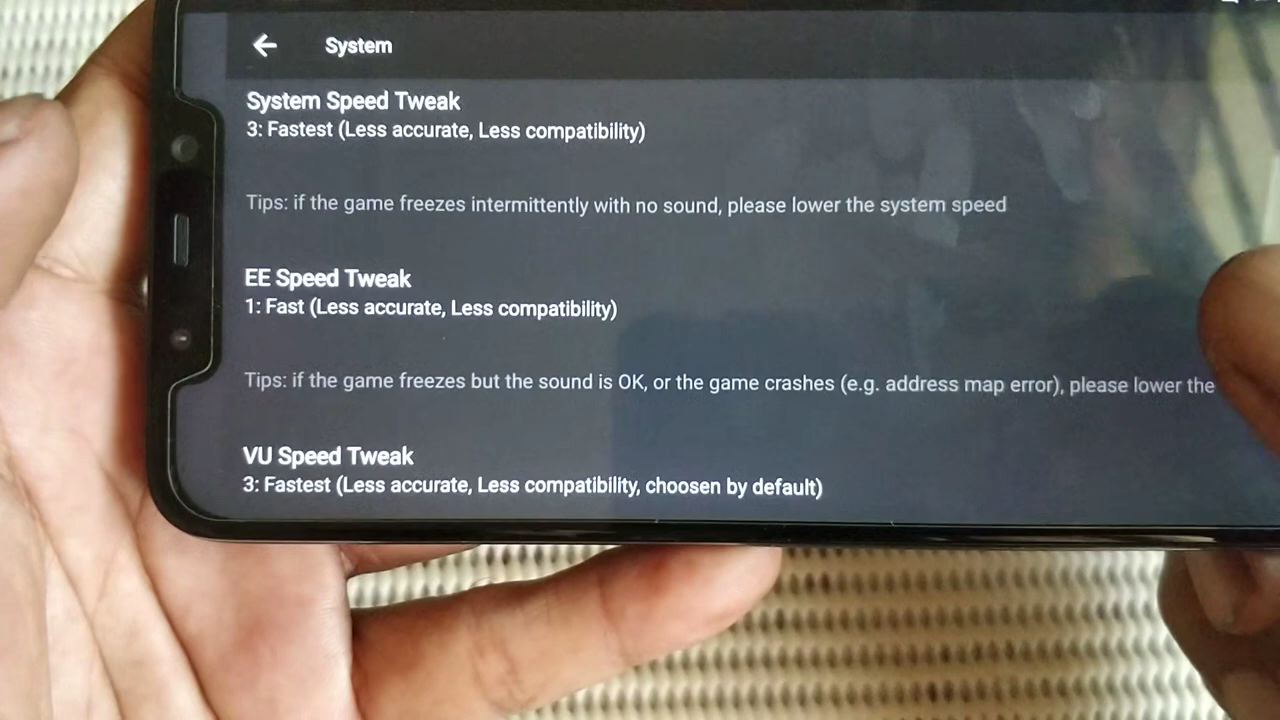 System
System Speed Tweak
3: Fastest (Less accurate, Less compatibility)
Tips: if the game freezes intermittently with no sound, please lower the system speed
EE Speed Tweak
1: Fast (Less accurate, Less compatibility)
Tips: if the game freezes but the sound is OK, or the game crashes (e.g. address map error), please lower the
VU Speed Tweak
3: Fastest (Less accurate, Less compatibility, choosen by default)